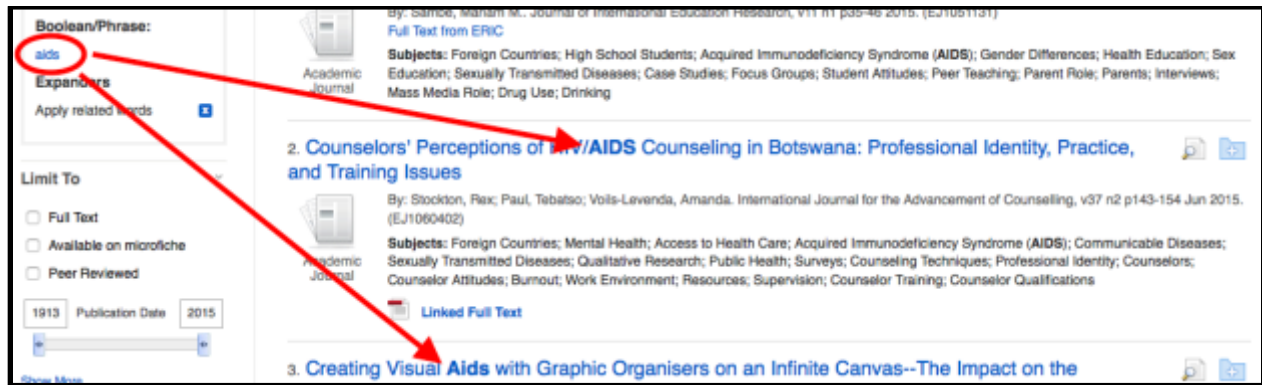 Boolean/Phrase:
aids
Expanders
Apply related words
x
Limit To
Full Text
Available on microfiche
Peer Reviewed
1913 Publication Date 2015
Show More
By: Sambe, Mariam M.. Journal of International Education Research, v11 n1 p35-46 2015. (EJ1051131)
Full Text from ERIC
Academic
Journal
Subjects: Foreign Countries; High School Students; Acquired Immunodeficiency Syndrome (AIDS); Gender Differences; Health Education; Sex
Education; Sexually Transmitted Diseases; Case Studies; Focus Groups; Student Attitudes; Peer Teaching; Parent Role; Parents; Interviews;
Mass Media Role; Drug Use; Drinking
2. Counselors' Perceptions of HIV/AIDS Counseling in Botswana: Professional Identity, Practice,
and Training Issues
By: Stockton, Rex; Paul, Tebatso; Voils-Levenda, Amanda. International Journal for the Advancement of Counselling, v37 n2 p143-154 Jun 2015.
(EJ1060402)
Academic
Journal
Subjects: Foreign Countries; Mental Health; Access to Health Care; Acquired Immunodeficiency Syndrome (AIDS); Communicable Diseases;
Sexually Transmitted Diseases; Qualitative Research; Public Health; Surveys; Counseling Techniques; Professional Identity; Counselors;
Counselor Attitudes; Burnout; Work Environment; Resources; Supervision; Counselor Training; Counselor Qualifications
Linked Full Text
3. Creating Visual Aids with Graphic Organisers on an Infinite Canvas--The Impact on the